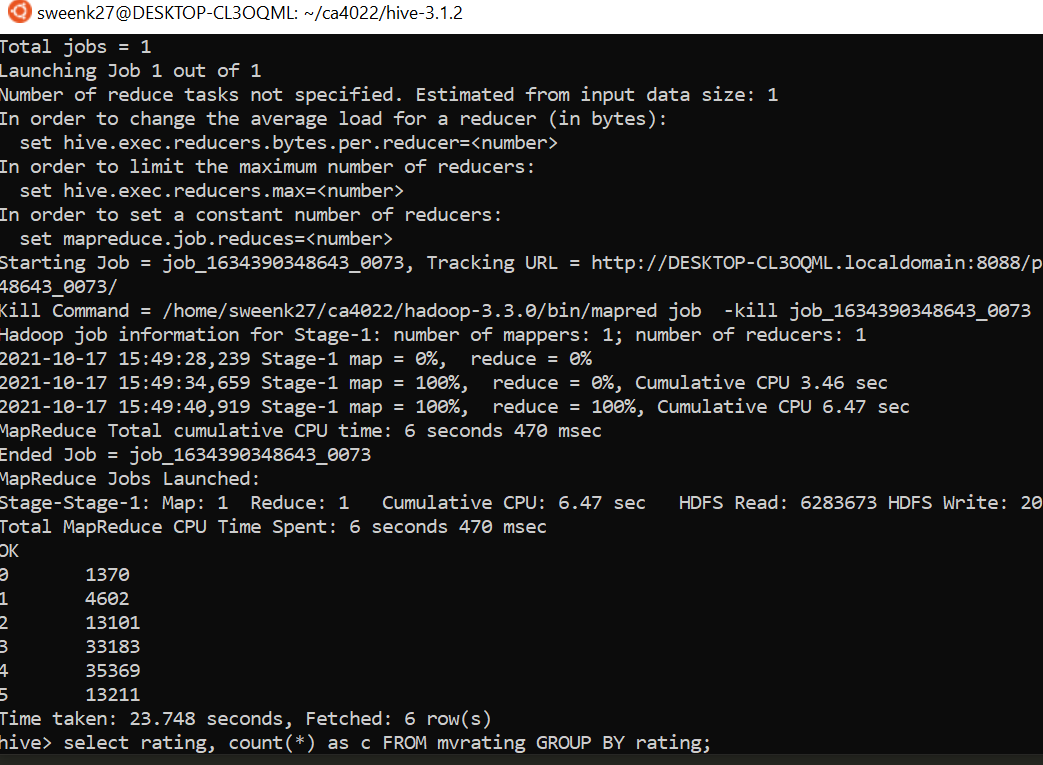 sweenk27@DESKTOP-CL3OQML: ~/ca4022/hive-3.1.2
Total jobs = 1
Launching Job 1 out of 1
Number of reduce tasks not specified. Estimated from input data size: 1
In order to change the average load for a reducer (in bytes):
  set hive.exec.reducers.bytes.per.reducer=<number>
In order to limit the maximum number of reducers:
  set hive.exec.reducers.max=<number>
In order to set a constant number of reducers:
  set mapreduce.job.reduces=<number>
Starting Job = job_1634390348643_0073, Tracking URL = http://DESKTOP-CL3OQML.localdomain:8088/p
48643_0073/
Kill Command = /home/sweenk27/ca4022/hadoop-3.3.0/bin/mapred job  -kill job_1634390348643_0073
Hadoop job information for Stage-1: number of mappers: 1; number of reducers: 1
2021-10-17 15:49:28,239 Stage-1 map = 0%,  reduce = 0%
2021-10-17 15:49:34,659 Stage-1 map = 100%,  reduce = 0%, Cumulative CPU 3.46 sec
2021-10-17 15:49:40,919 Stage-1 map = 100%,  reduce = 100%, Cumulative CPU 6.47 sec
MapReduce Total cumulative CPU time: 6 seconds 470 msec
Ended Job = job_1634390348643_0073
MapReduce Jobs Launched:
Stage-Stage-1: Map: 1  Reduce: 1   Cumulative CPU: 6.47 sec   HDFS Read: 6283673 HDFS Write: 20
Total MapReduce CPU Time Spent: 6 seconds 470 msec
OK
0       1370
1       4602
2       13101
3       33183
4       35369
5       13211
Time taken: 23.748 seconds, Fetched: 6 row(s)
hive> select rating, count(*) as c FROM mvrating GROUP BY rating;